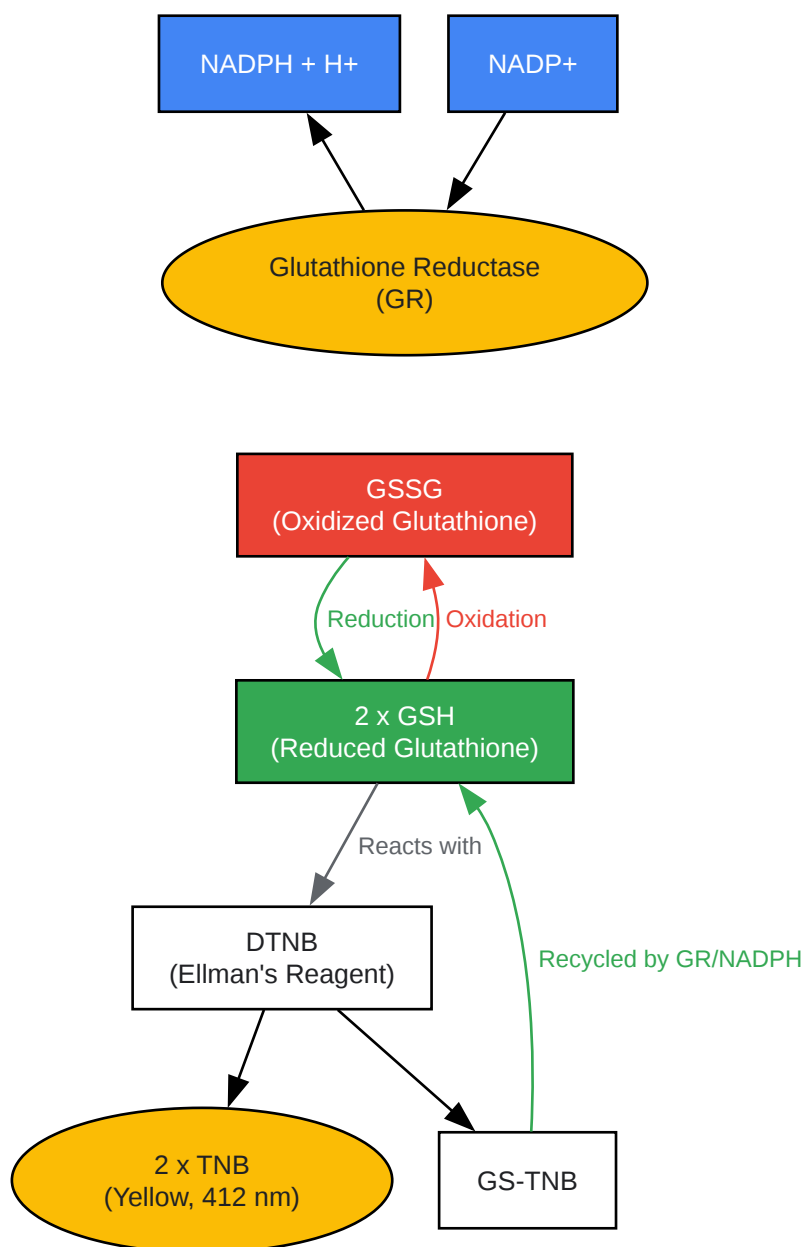 NADPH + H+
NADP+
Glutathione Reductase
(GR)
GSSG
(Oxidized Glutathione)
Reduction
Oxidation
2 x GSH
(Reduced Glutathione)
Reacts with
DTNB
(Ellman's Reagent)
Recycled by GR/NADPH
2 x TNB
(Yellow, 412 nm)
GS-TNB